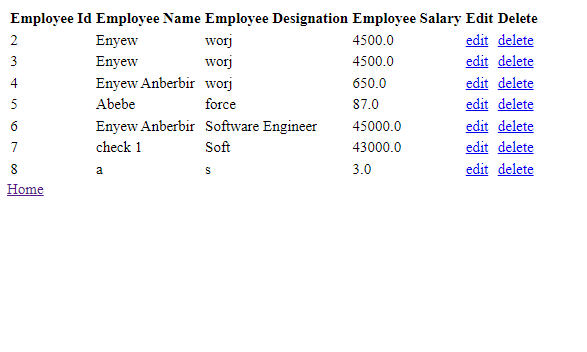 Employee Id Employee Name Employee Designation Employee Salary Edit Delete
2 Enyew worj 4500.0 edit delete
3 Enyew worj 4500.0 edit delete
4 Enyew Anberbir worj 650.0 edit delete
5 Abebe force 87.0 edit delete
6 Enyew Anberbir Software Engineer 45000.0 edit delete
7 check 1 Soft 43000.0 edit delete
8 a s 3.0 edit delete
Home